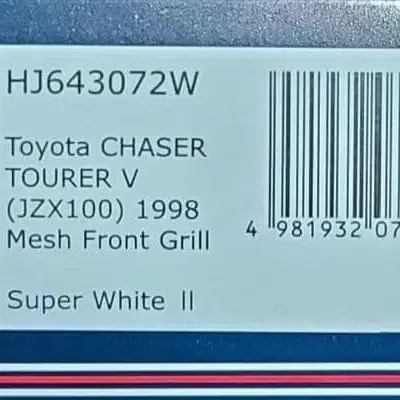 HJ643072W
Toyota CHASER
TOURER V
(JZX100) 1998
Mesh Front Grill
4 981932 07
Super White II